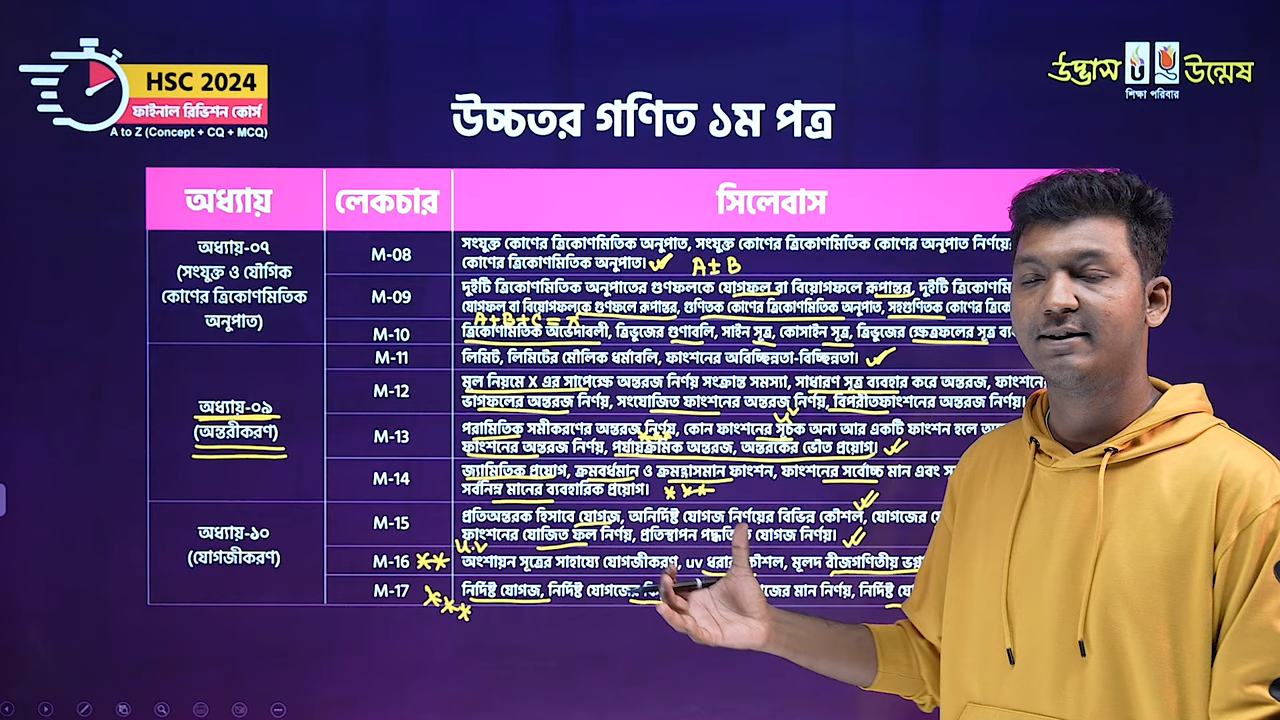 HSC 2024
ফাইনাল রিভিশন কোর্স
A to Z (Concept + CQ + MCQ)
উদ্ভাস
উন্মেষ
শিক্ষা পরিবার
উচ্চতর গণিত ১ম পত্র
অধ্যায়
লেকচার
সিলেবাস
অধ্যায়-০৭
(সংযুক্ত ও যৌগিক
কোণের ত্রিকোণমিতিক
অনুপাত)
M-08
সংযুক্ত কোণের ত্রিকোণমিতিক অনুপাত, সংযুক্ত কোণের ত্রিকোণমিতিক কোণের অনুপাত
কোণের ত্রিকোণমিতিক অনুপাত।
A±B
M-09
দুইটি ত্রিকোণমিতিক অনুপাতের গুণফলকে যোগফল বা বিয়োগফলে রূপান্তর, দুইটি
যোগফল বা বিয়োগফলকে গুণফলে রূপান্তর, গুণিতক কোণের ত্রিকোণমিতিক অনুপাত, সহগুণিতক কোণের
A+B+C=π
M-10
ত্রিকোণমিতিক অভেদাবলী, ত্রিভুজের গুণাবলি, সাইন সূত্র, কোসাইন সূত্র, ত্রিভুজের ক্ষেত্রফলের সূত্র
অধ্যায়-০৯
(অন্তরীকরণ)
M-11
লিমিট, লিমিটের মৌলিক ধর্মাবলি, ফাংশনের অবিচ্ছিন্নতা-বিচ্ছিন্নতা।
M-12
মূল নিয়মে X এর সাপেক্ষে অন্তরজ নির্ণয় সংক্রান্ত সমস্যা, সাধারণ সূত্র ব্যবহার করে অন্তরজ,
ভাগফলের অন্তরজ নির্ণয়, সংযোজিত ফাংশনের অন্তরজ নির্ণয়, বিপরীতফাংশনের অন্তরজ নির্ণয়।
M-13
পরামিতিক সমীকরণের অন্তরজ নির্ণয়, কোন ফাংশনের সূচক অন্য আর একটি ফাংশন হলে
ফাংশনের অন্তরজ নির্ণয়, পর্যায়ক্রমিক অন্তরজ, অন্তরকের ভৌত প্রয়োগ।
M-14
জ্যামিতিক প্রয়োগ, ক্রমবর্ধমান ও ক্রমহ্রাসমান ফাংশন, ফাংশনের সর্বোচ্চ মান এবং
সর্বনিম্ন মানের ব্যবহারিক প্রয়োগ।
অধ্যায়-১০
(যোগজীকরণ)
M-15
প্রতিঅন্তরক হিসাবে যোগজ, অনির্দিষ্ট যোগজ নির্ণয়ের বিভিন্ন কৌশল, যোগজের
ফাংশনের যোজিত ফল নির্ণয়, প্রতিস্থাপন পদ্ধতিতে যোগজ নির্ণয়।
u.v
M-16
অংশায়ন সূত্রের সাহায্যে যোগজীকরণ, uv ধরার কৌশল, মূলদ বীজগণিতীয়
M-17
নির্দিষ্ট যোগজ, নির্দিষ্ট যোগজের মান নির্ণয়, নির্দিষ্ট